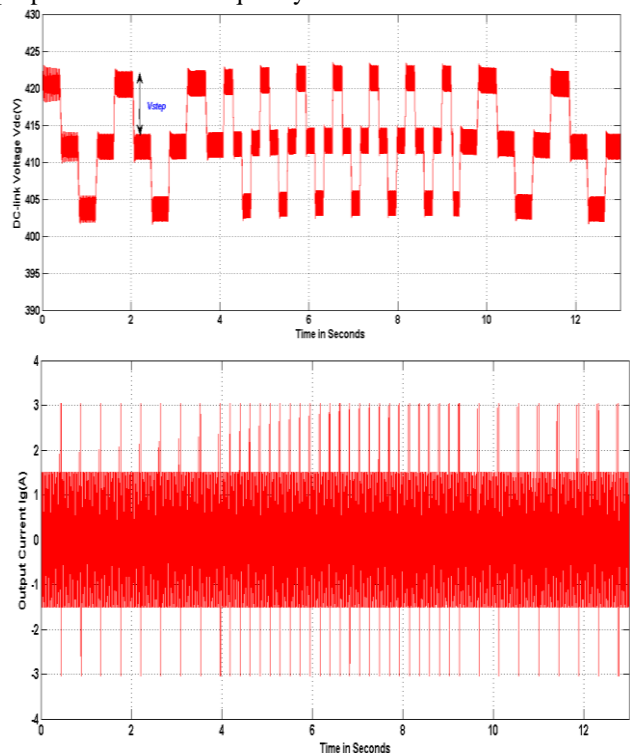 430
425
420
415
410
405
400
395
390
DC-link Voltage Vdc(V)
Vstep
0 2 4 6 8 10 12
Time in Seconds
4
3
2
1
0
-1
-2
-3
-4
Output Current Ig(A)
0 2 4 6 8 10 12
Time in Seconds